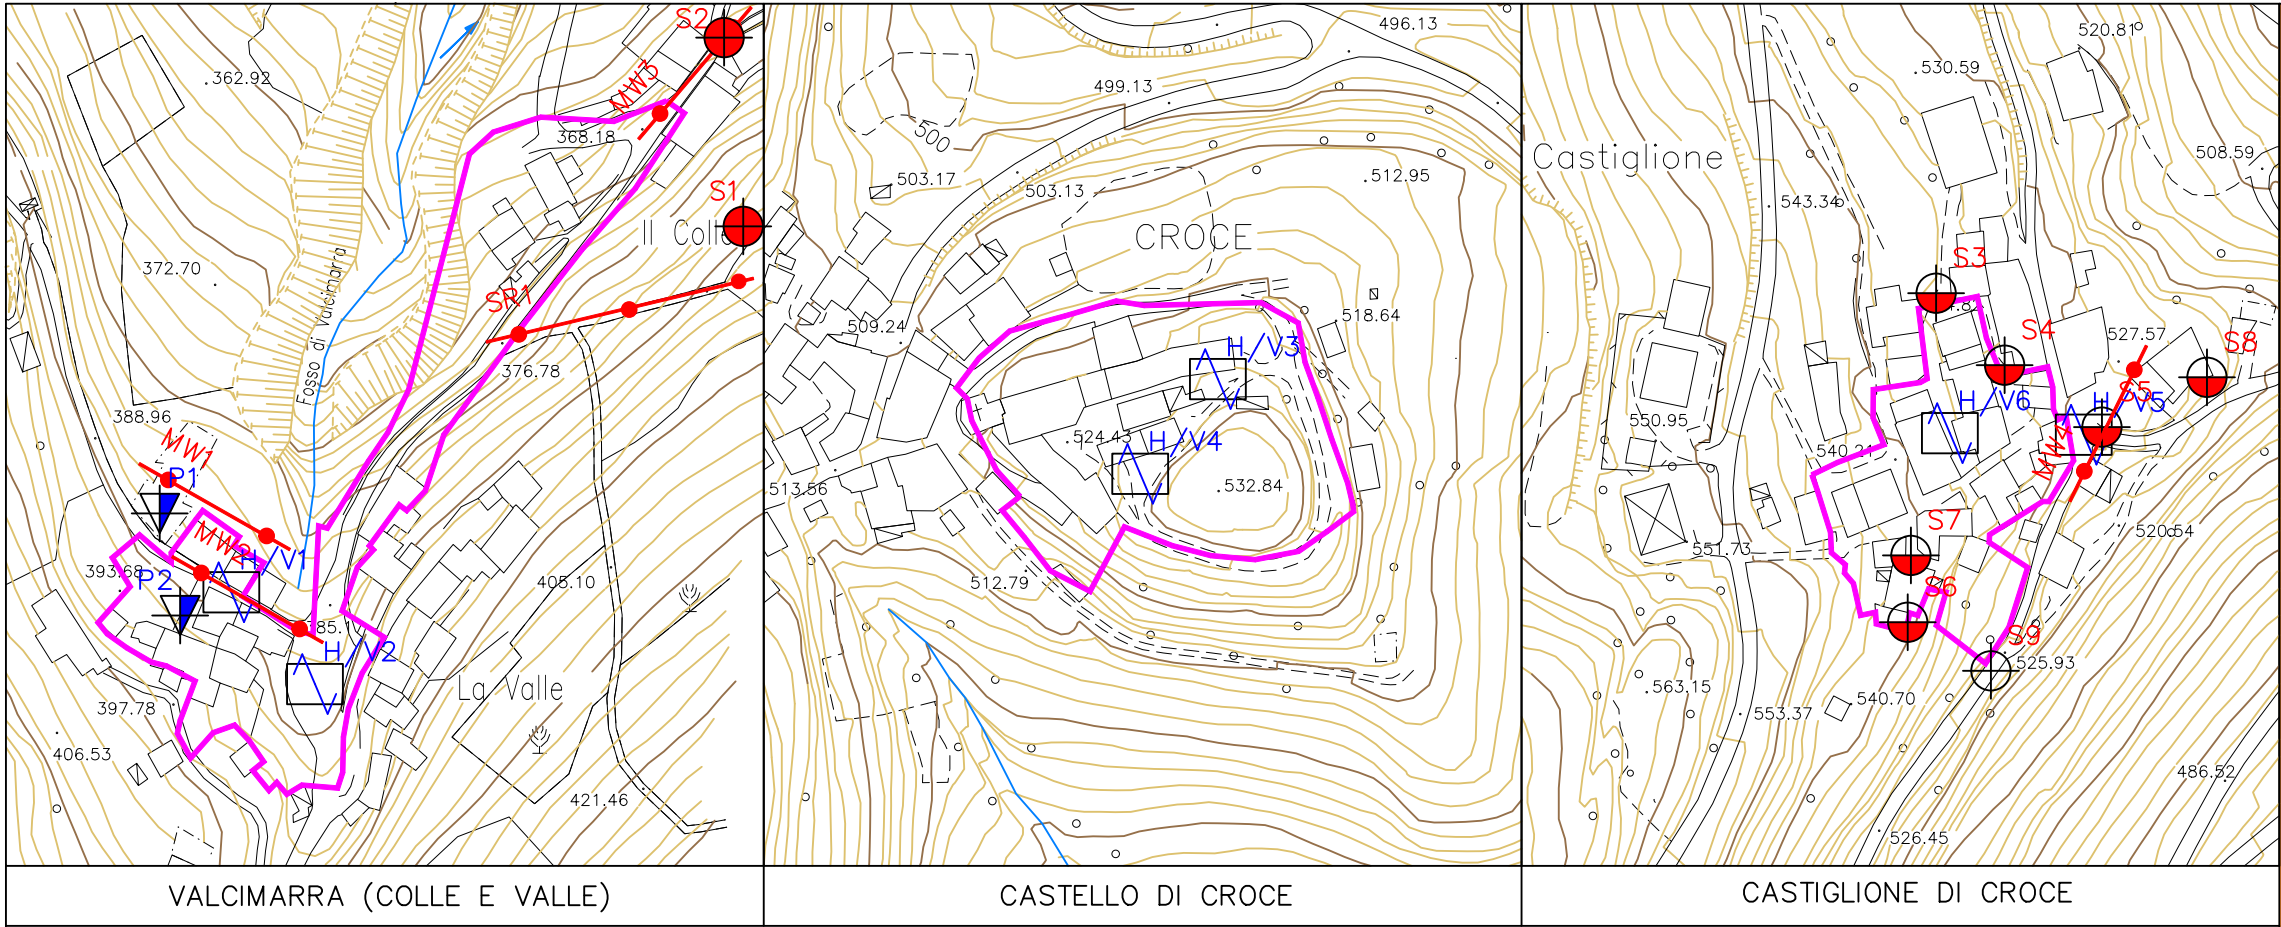 S2
.362.92
MW3
368.18
S1
Il Colle
372.70
Fosso di Valcimarra
SR1
376.78
388.96
MW1
P1
MW2
H/V1
393.68
P2
385.
405.10
H/V2
La Valle
397.78
406.53
421.46
VALCIMARRA (COLLE E VALLE)
496.13
499.13
500
.503.17
503.13
.512.95
CROCE
.518.64
509.24
H/V3
.524.43
H/V4
513.56
.532.84
512.79
CASTELLO DI CROCE
520.81
.530.59
Castiglione
508.59
.543.34
S3
S4
527.57
S8
S5
H/V6
H/V5
550.95
540.21
MW4
S7
520.54
551.73
S6
S9
525.93
.563.15
.540.70
.553.37
486.52
526.45
CASTIGLIONE DI CROCE